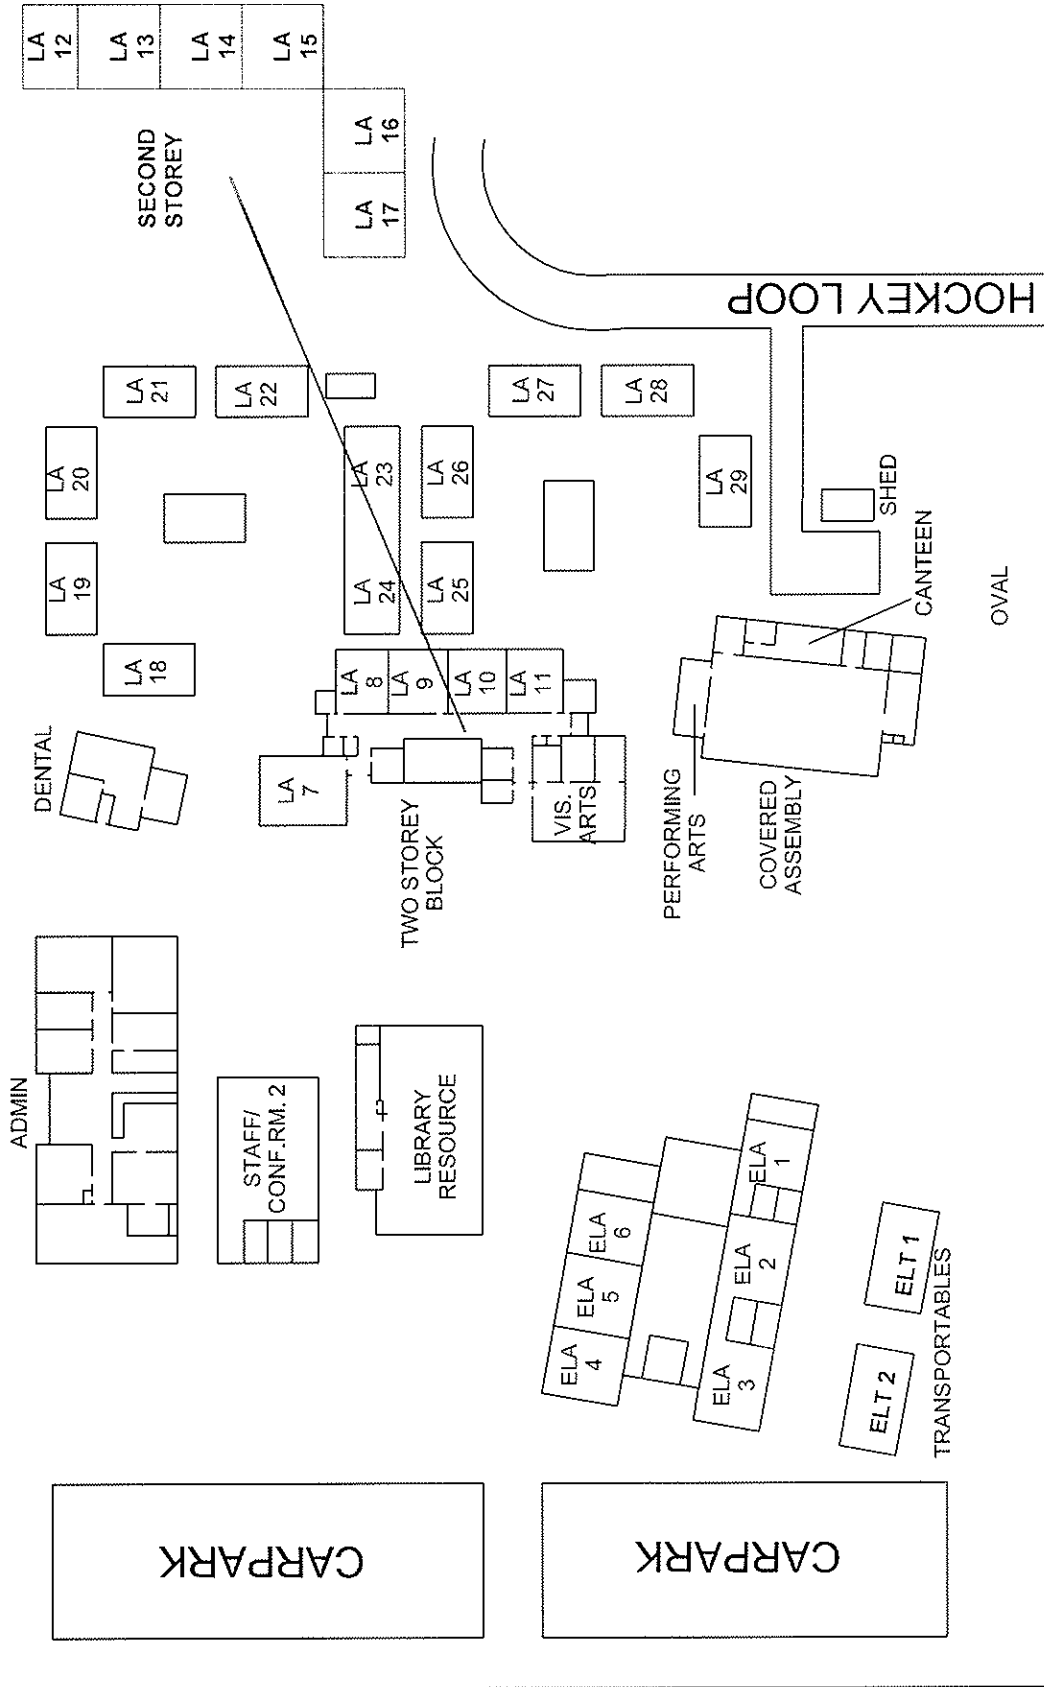 LA
12
LA
13
LA
14
LA
15
LA
16
LA
17
SECOND
STOREY
HOCKEY LOOP
LA
18
LA
19
LA
20
LA
21
LA
22
LA
23
LA
24
LA
25
LA
26
LA
27
LA
28
LA
29
SHED
CANTEEN
OVAL
DENTAL
LA
7
LA
8
LA
9
LA
10
LA
11
TWO STOREY
BLOCK
VIS.
ARTS
PERFORMING
ARTS
COVERED
ASSEMBLY
ADMIN
STAFF/
CONF.RM. 2
LIBRARY
RESOURCE
ELA
1
ELA
2
ELA
3
ELA
4
ELA
5
ELA
6
ELT 1
ELT 2
TRANSPORTABLES
CARPARK
CARPARK